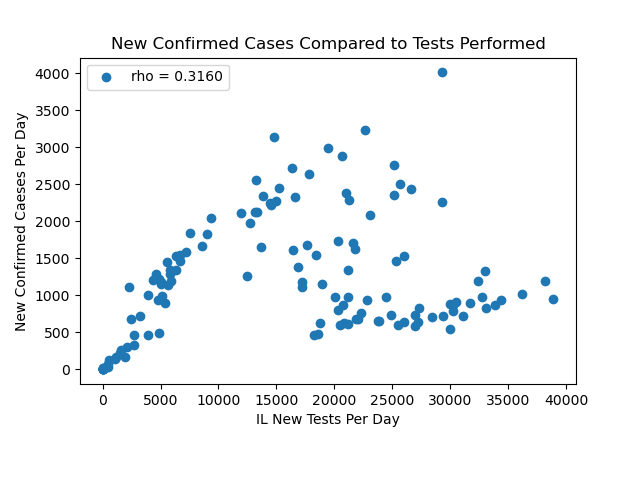 New Confirmed Cases Compared to Tests Performed
rho = 0.3160
4000
3500
3000
2500
2000
1500
1000
500
0
New Confirmed Caeses Per Day
0 5000 10000 15000 20000 25000 30000 35000 40000
IL New Tests Per Day